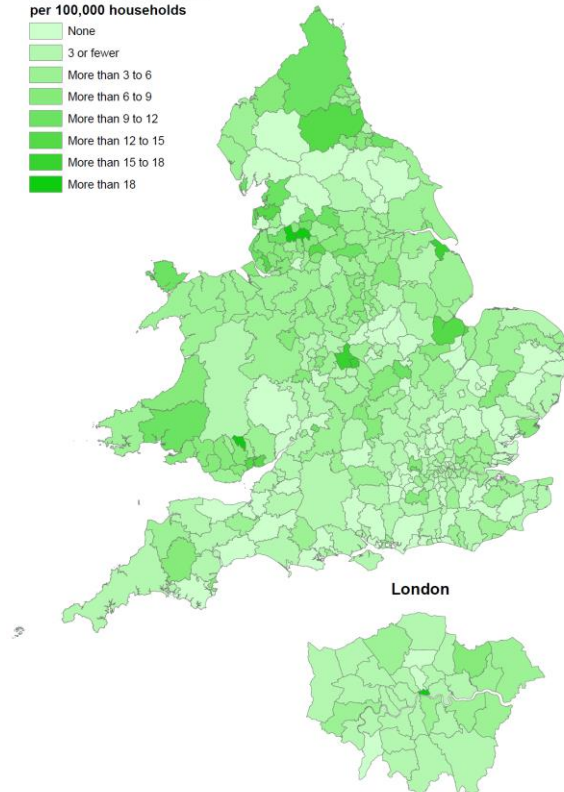 per 100,000 households
None
3 or fewer
More than 3 to 6
More than 6 to 9
More than 9 to 12
More than 12 to 15
More than 15 to 18
More than 18
London